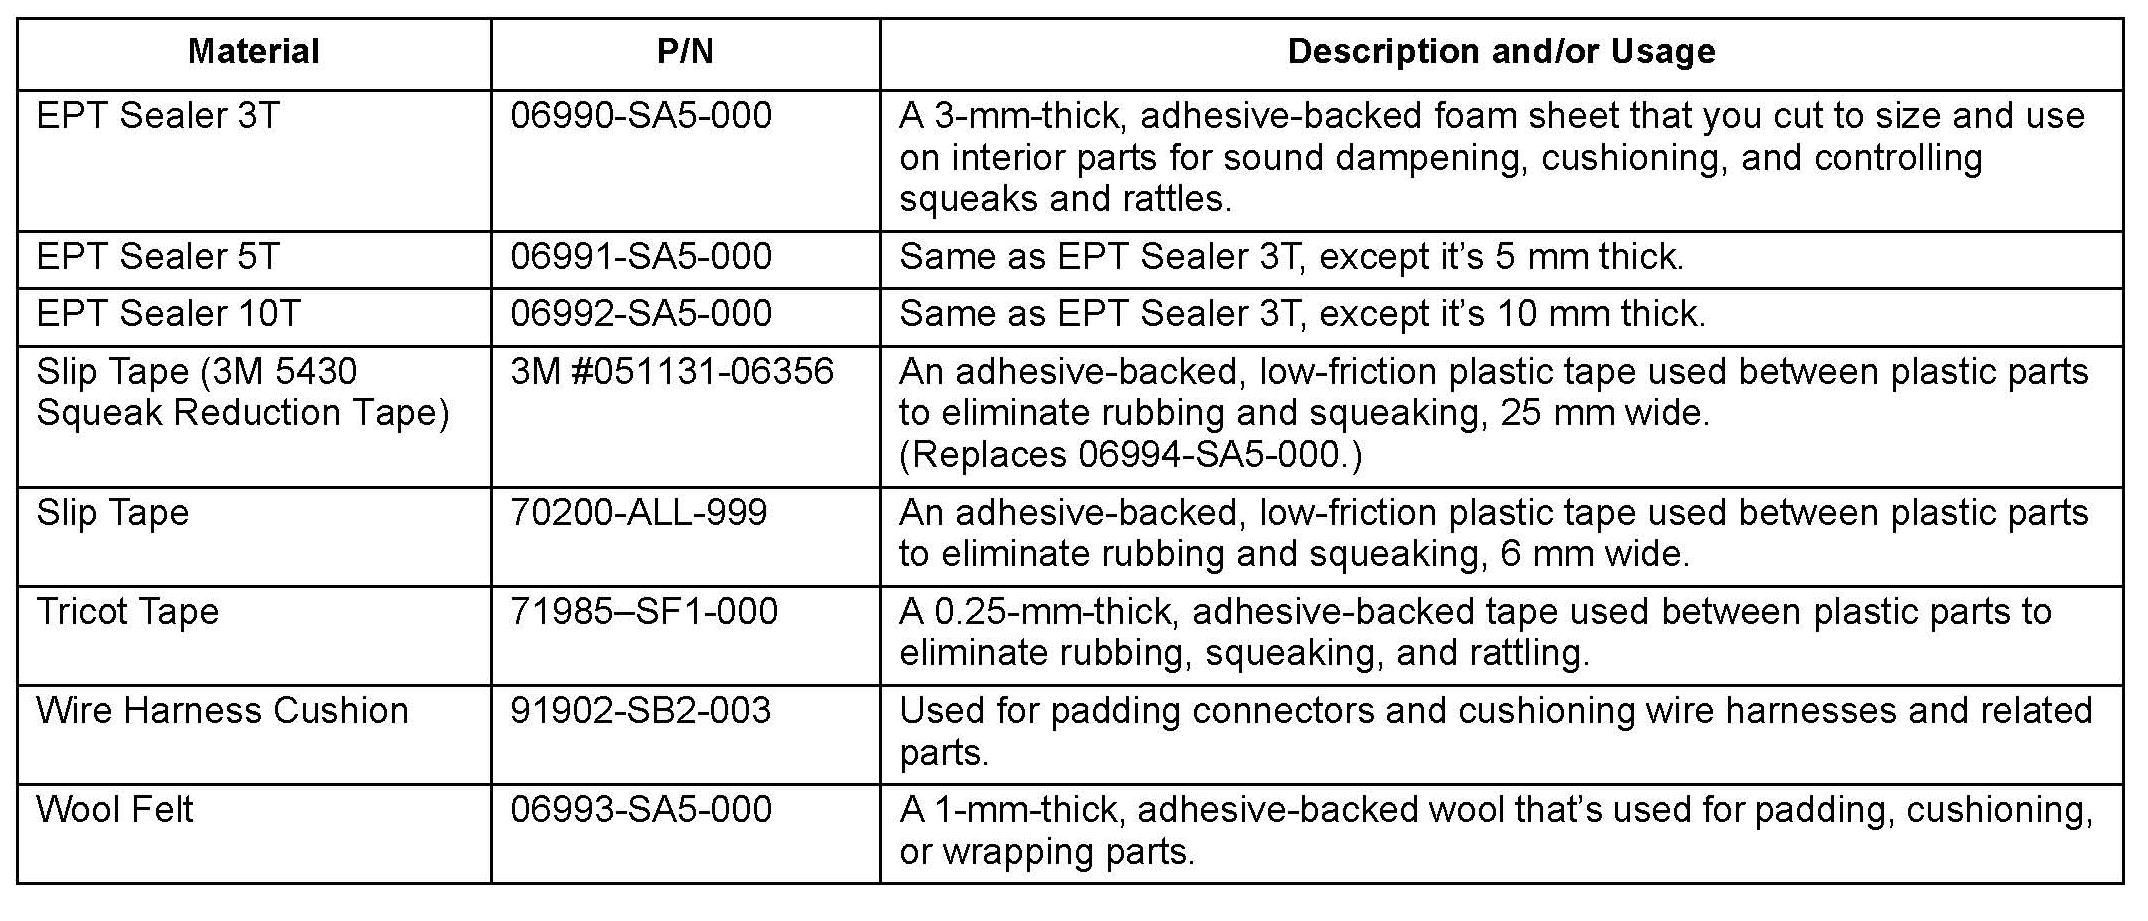 Material P/N Description and/or Usage
EPT Sealer 3T 06990-SA5-000 A 3-mm-thick, adhesive-backed foam sheet that you cut to size and use
on interior parts for sound dampening, cushioning, and controlling
squeaks and rattles.
EPT Sealer 5T 06991-SA5-000 Same as EPT Sealer 3T, except it’s 5 mm thick.
EPT Sealer 10T 06992-SA5-000 Same as EPT Sealer 3T, except it’s 10 mm thick.
Slip Tape (3M 5430 3M #051131-06356 An adhesive-backed, low-friction plastic tape used between plastic parts
Squeak Reduction Tape) to eliminate rubbing and squeaking, 25 mm wide.
(Replaces 06994-SA5-000.)
Slip Tape 70200-ALL-999 An adhesive-backed, low-friction plastic tape used between plastic parts
to eliminate rubbing and squeaking, 6 mm wide.
Tricot Tape 71985–SF1-000 A 0.25-mm-thick, adhesive-backed tape used between plastic parts to
eliminate rubbing, squeaking, and rattling.
Wire Harness Cushion 91902-SB2-003 Used for padding connectors and cushioning wire harnesses and related
parts.
Wool Felt 06993-SA5-000 A 1-mm-thick, adhesive-backed wool that’s used for padding, cushioning,
or wrapping parts.